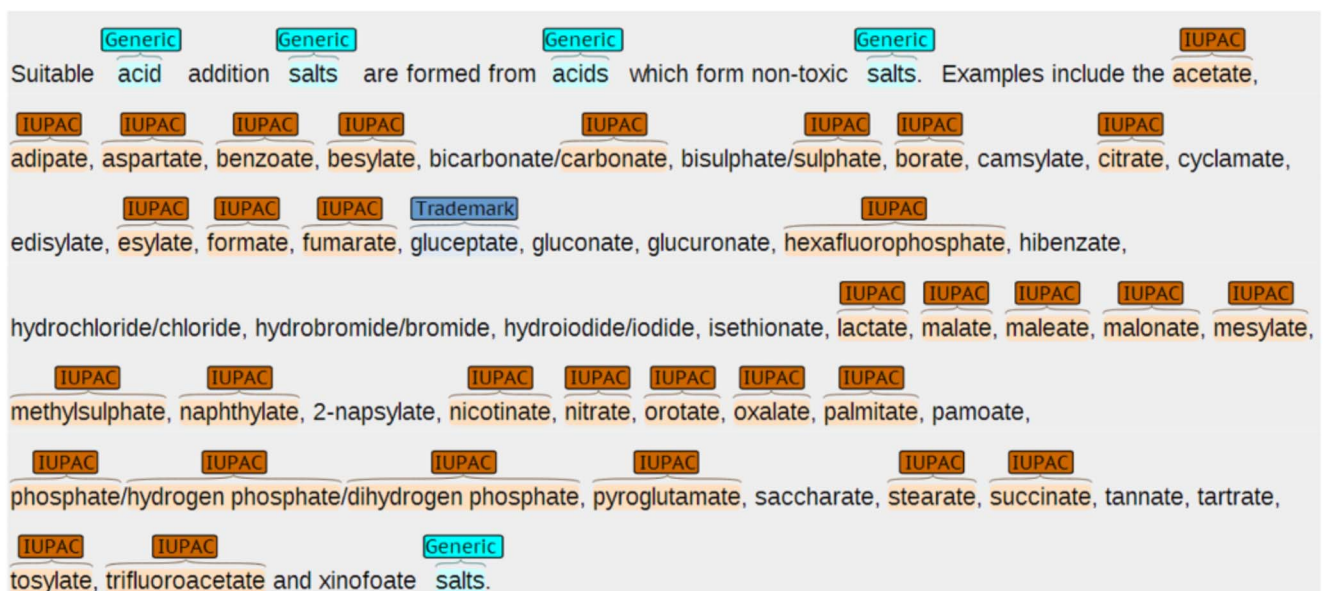 Generic Generic Generic Generic IUPAC
Suitable acid addition salts are formed from acids which form non-toxic salts. Examples include the acetate,
IUPAC IUPAC IUPAC IUPAC IUPAC IUPAC IUPAC IUPAC
adipate, aspartate, benzoate, besylate, bicarbonate/carbonate, bisulphate/sulphate, borate, camsylate, citrate, cyclamate,
IUPAC IUPAC IUPAC Trademark IUPAC
edisylate, esylate, formate, fumarate, gluceptate, gluconate, glucuronate, hexafluorophosphate, hibenzate,
IUPAC IUPAC IUPAC IUPAC IUPAC
hydrochloride/chloride, hydrobromide/bromide, hydroiodide/iodide, isethionate, lactate, malate, maleate, malonate, mesylate,
IUPAC IUPAC IUPAC IUPAC IUPAC IUPAC IUPAC
methylsulphate, naphthylate, 2-napsylate, nicotinate, nitrate, orotate, oxalate, palmitate, pamoate,
IUPAC IUPAC IUPAC IUPAC IUPAC IUPAC
phosphate/hydrogen phosphate/dihydrogen phosphate, pyroglutamate, saccharate, stearate, succinate, tannate, tartrate,
IUPAC IUPAC Generic
tosylate, trifluoroacetate and xinofoate salts.